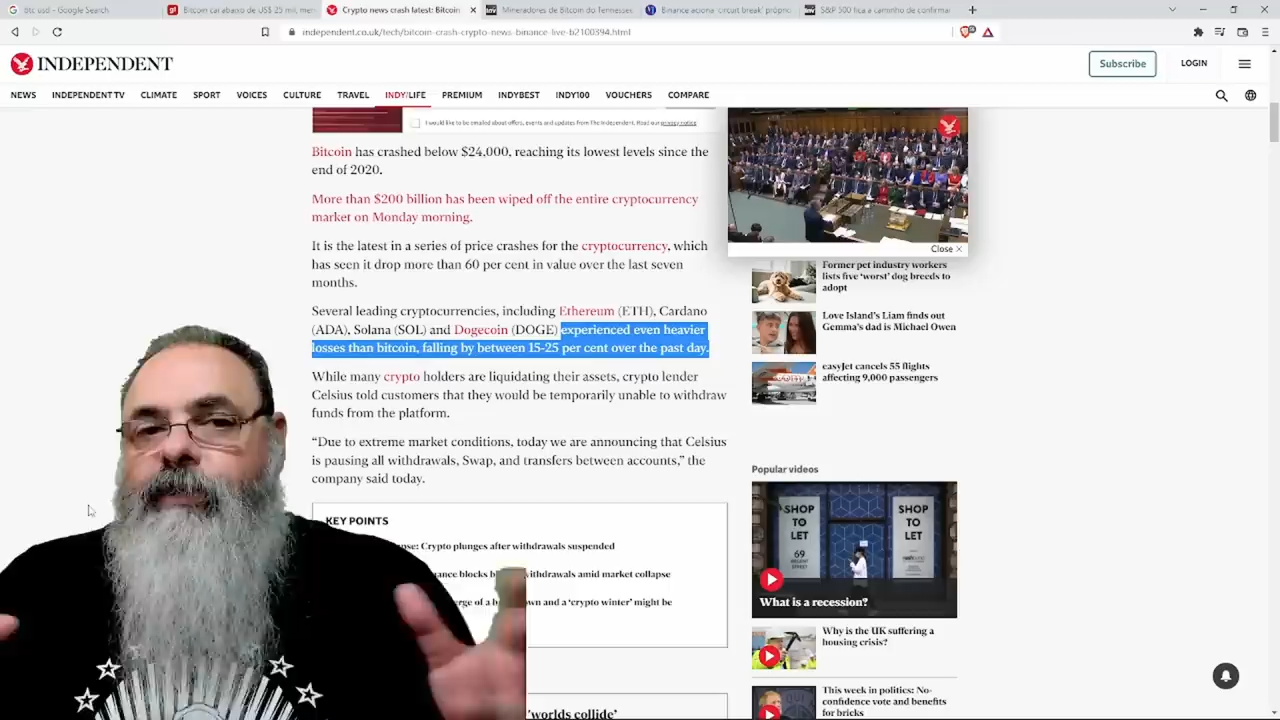 btc usd - Google Search
Bitcoin cai abaixo de US$ 25 mil, men
Crypto news crash latest: Bitcoin
Mineradores de Bitcoin do Tennessee
Binance aciona 'circuit break' própri
S&P 500 fica a caminho de confirmar
independent.co.uk/tech/bitcoin-crash-crypto-news-binance-live-b2100394.html
INDEPENDENT
Subscribe
LOGIN
NEWS INDEPENDENT TV CLIMATE SPORT VOICES CULTURE TRAVEL INDY/LIFE PREMIUM INDYBEST INDY100 VOUCHERS COMPARE
I would like to be emailed about offers, events and updates from The Independent. Read our privacy notice
Bitcoin has crashed below $24,000, reaching its lowest levels since the
end of 2020.
More than $200 billion has been wiped off the entire cryptocurrency
market on Monday morning.
It is the latest in a series of price crashes for the cryptocurrency, which
has seen it drop more than 60 per cent in value over the last seven
months.
Several leading cryptocurrencies, including Ethereum (ETH), Cardano
(ADA), Solana (SOL) and Dogecoin (DOGE) experienced even heavier
losses than bitcoin, falling by between 15-25 per cent over the past day.
While many crypto holders are liquidating their assets, crypto lender
Celsius told customers that they would be temporarily unable to withdraw
funds from the platform.
“Due to extreme market conditions, today we are announcing that Celsius
is pausing all withdrawals, Swap, and transfers between accounts,” the
company said today.
KEY POINTS
pse: Crypto plunges after withdrawals suspended
nance blocks b withdrawals amid market collapse
erge of a b own and a ‘crypto winter’ might be
'worlds collide’
Close ×
Former pet industry workers
lists five ‘worst’ dog breeds to
adopt
Love Island’s Liam finds out
Gemma’s dad is Michael Owen
easyJet cancels 55 flights
affecting 9,000 passengers
Popular videos
SHOP
TO
LET
69
SHOP
TO
LET
What is a recession?
Why is the UK suffering a
housing crisis?
This week in politics: No-
confidence vote and benefits
for bricks